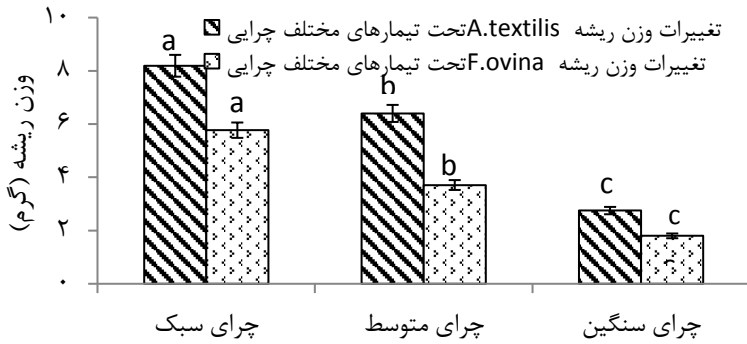 تغییرات وزن ریشه A.textilis تحت تیمارهای مختلف چرایی
تغییرات وزن ریشه F.ovina تحت تیمارهای مختلف چرایی
وزن ریشه (گرم)
۱۰
۸
۶
۴
۲
۰
a
a
b
b
c
c
چرای سبک
چرای متوسط
چرای سنگین